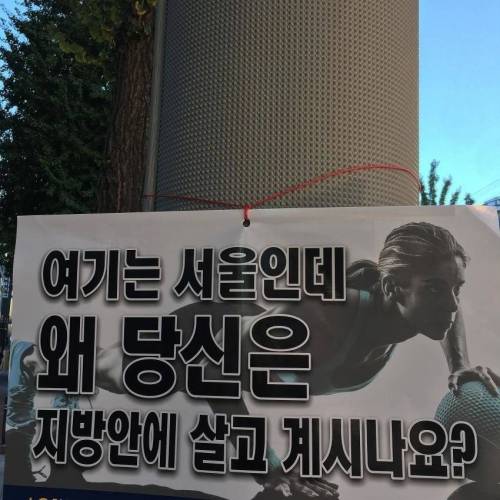 여기는 서울인데
왜 당신은
지방안에 살고 계시나요?